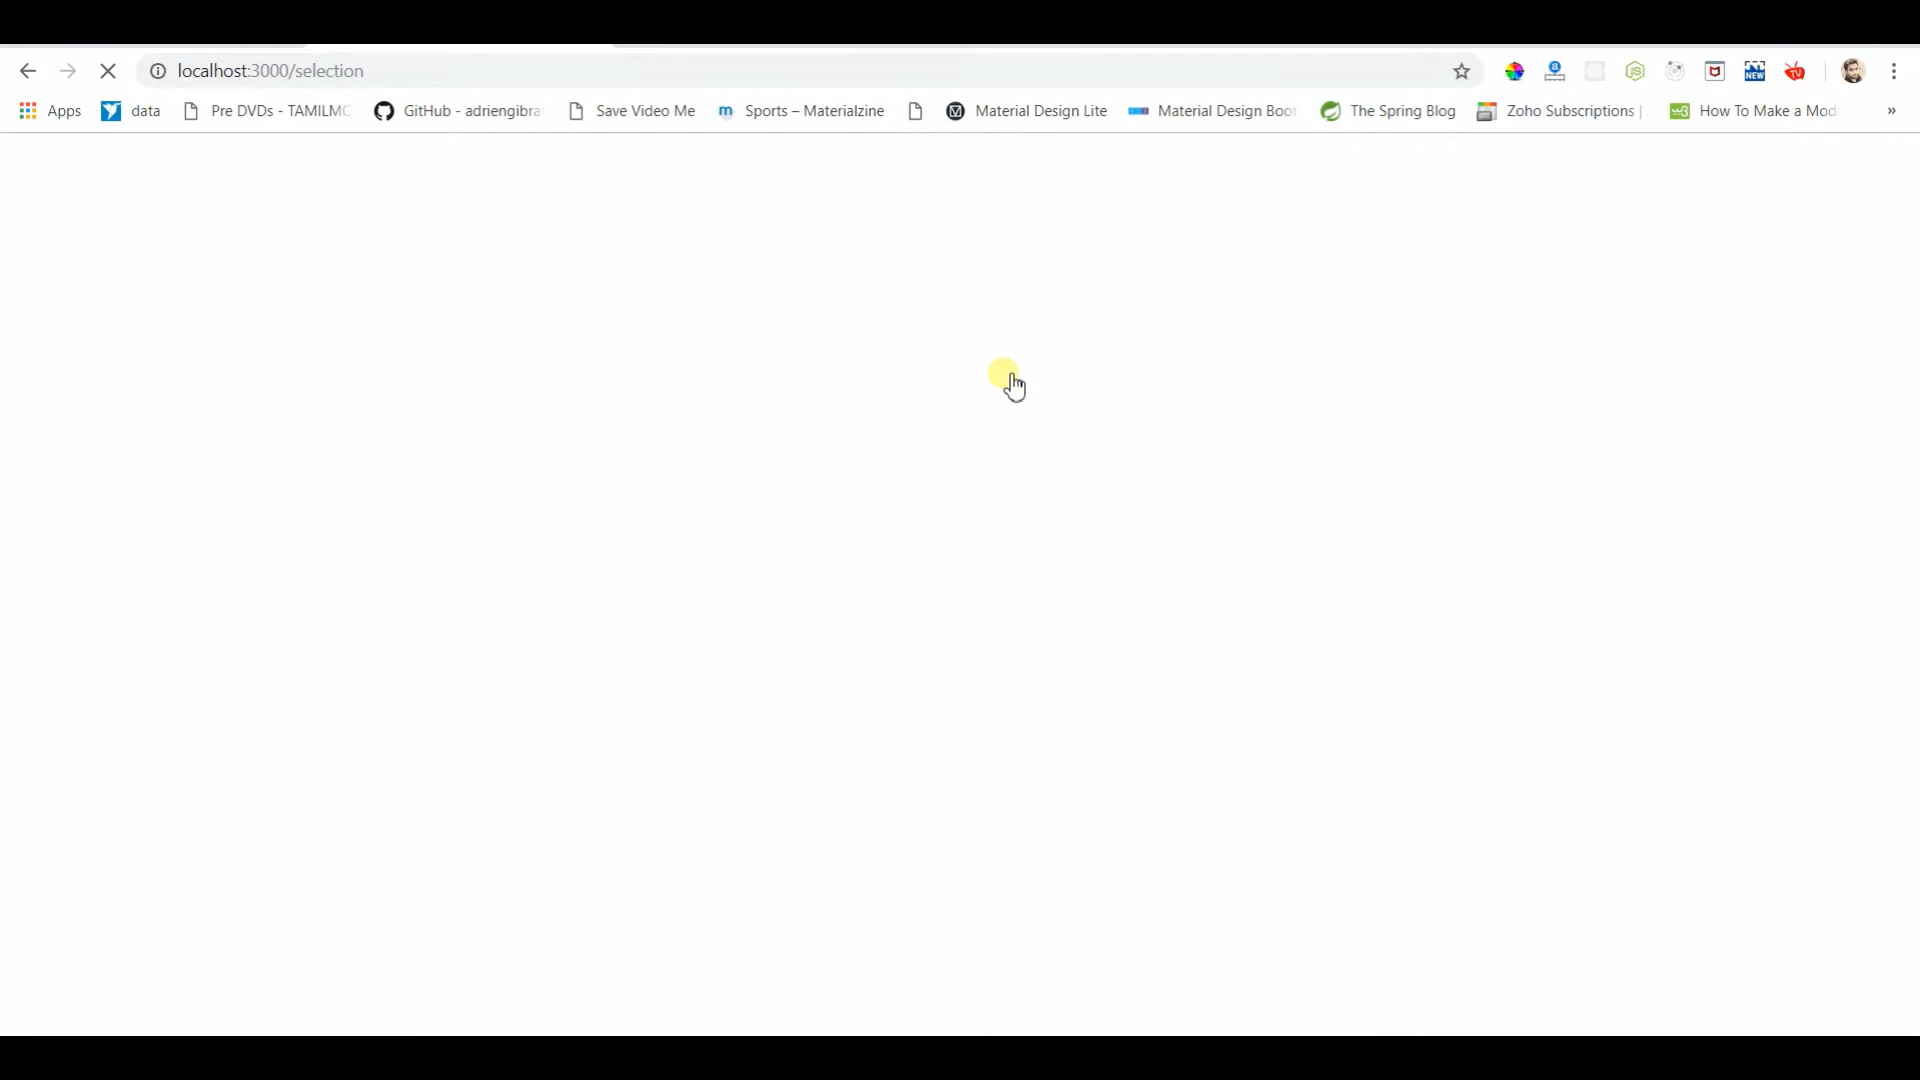 localhost:3000/selection
Apps data Pre DVDs - TAMILMC GitHub - adriengibra Save Video Me Sports – Materialzine Material Design Lite Material Design Boot The Spring Blog Zoho Subscriptions | How To Make a Mod »